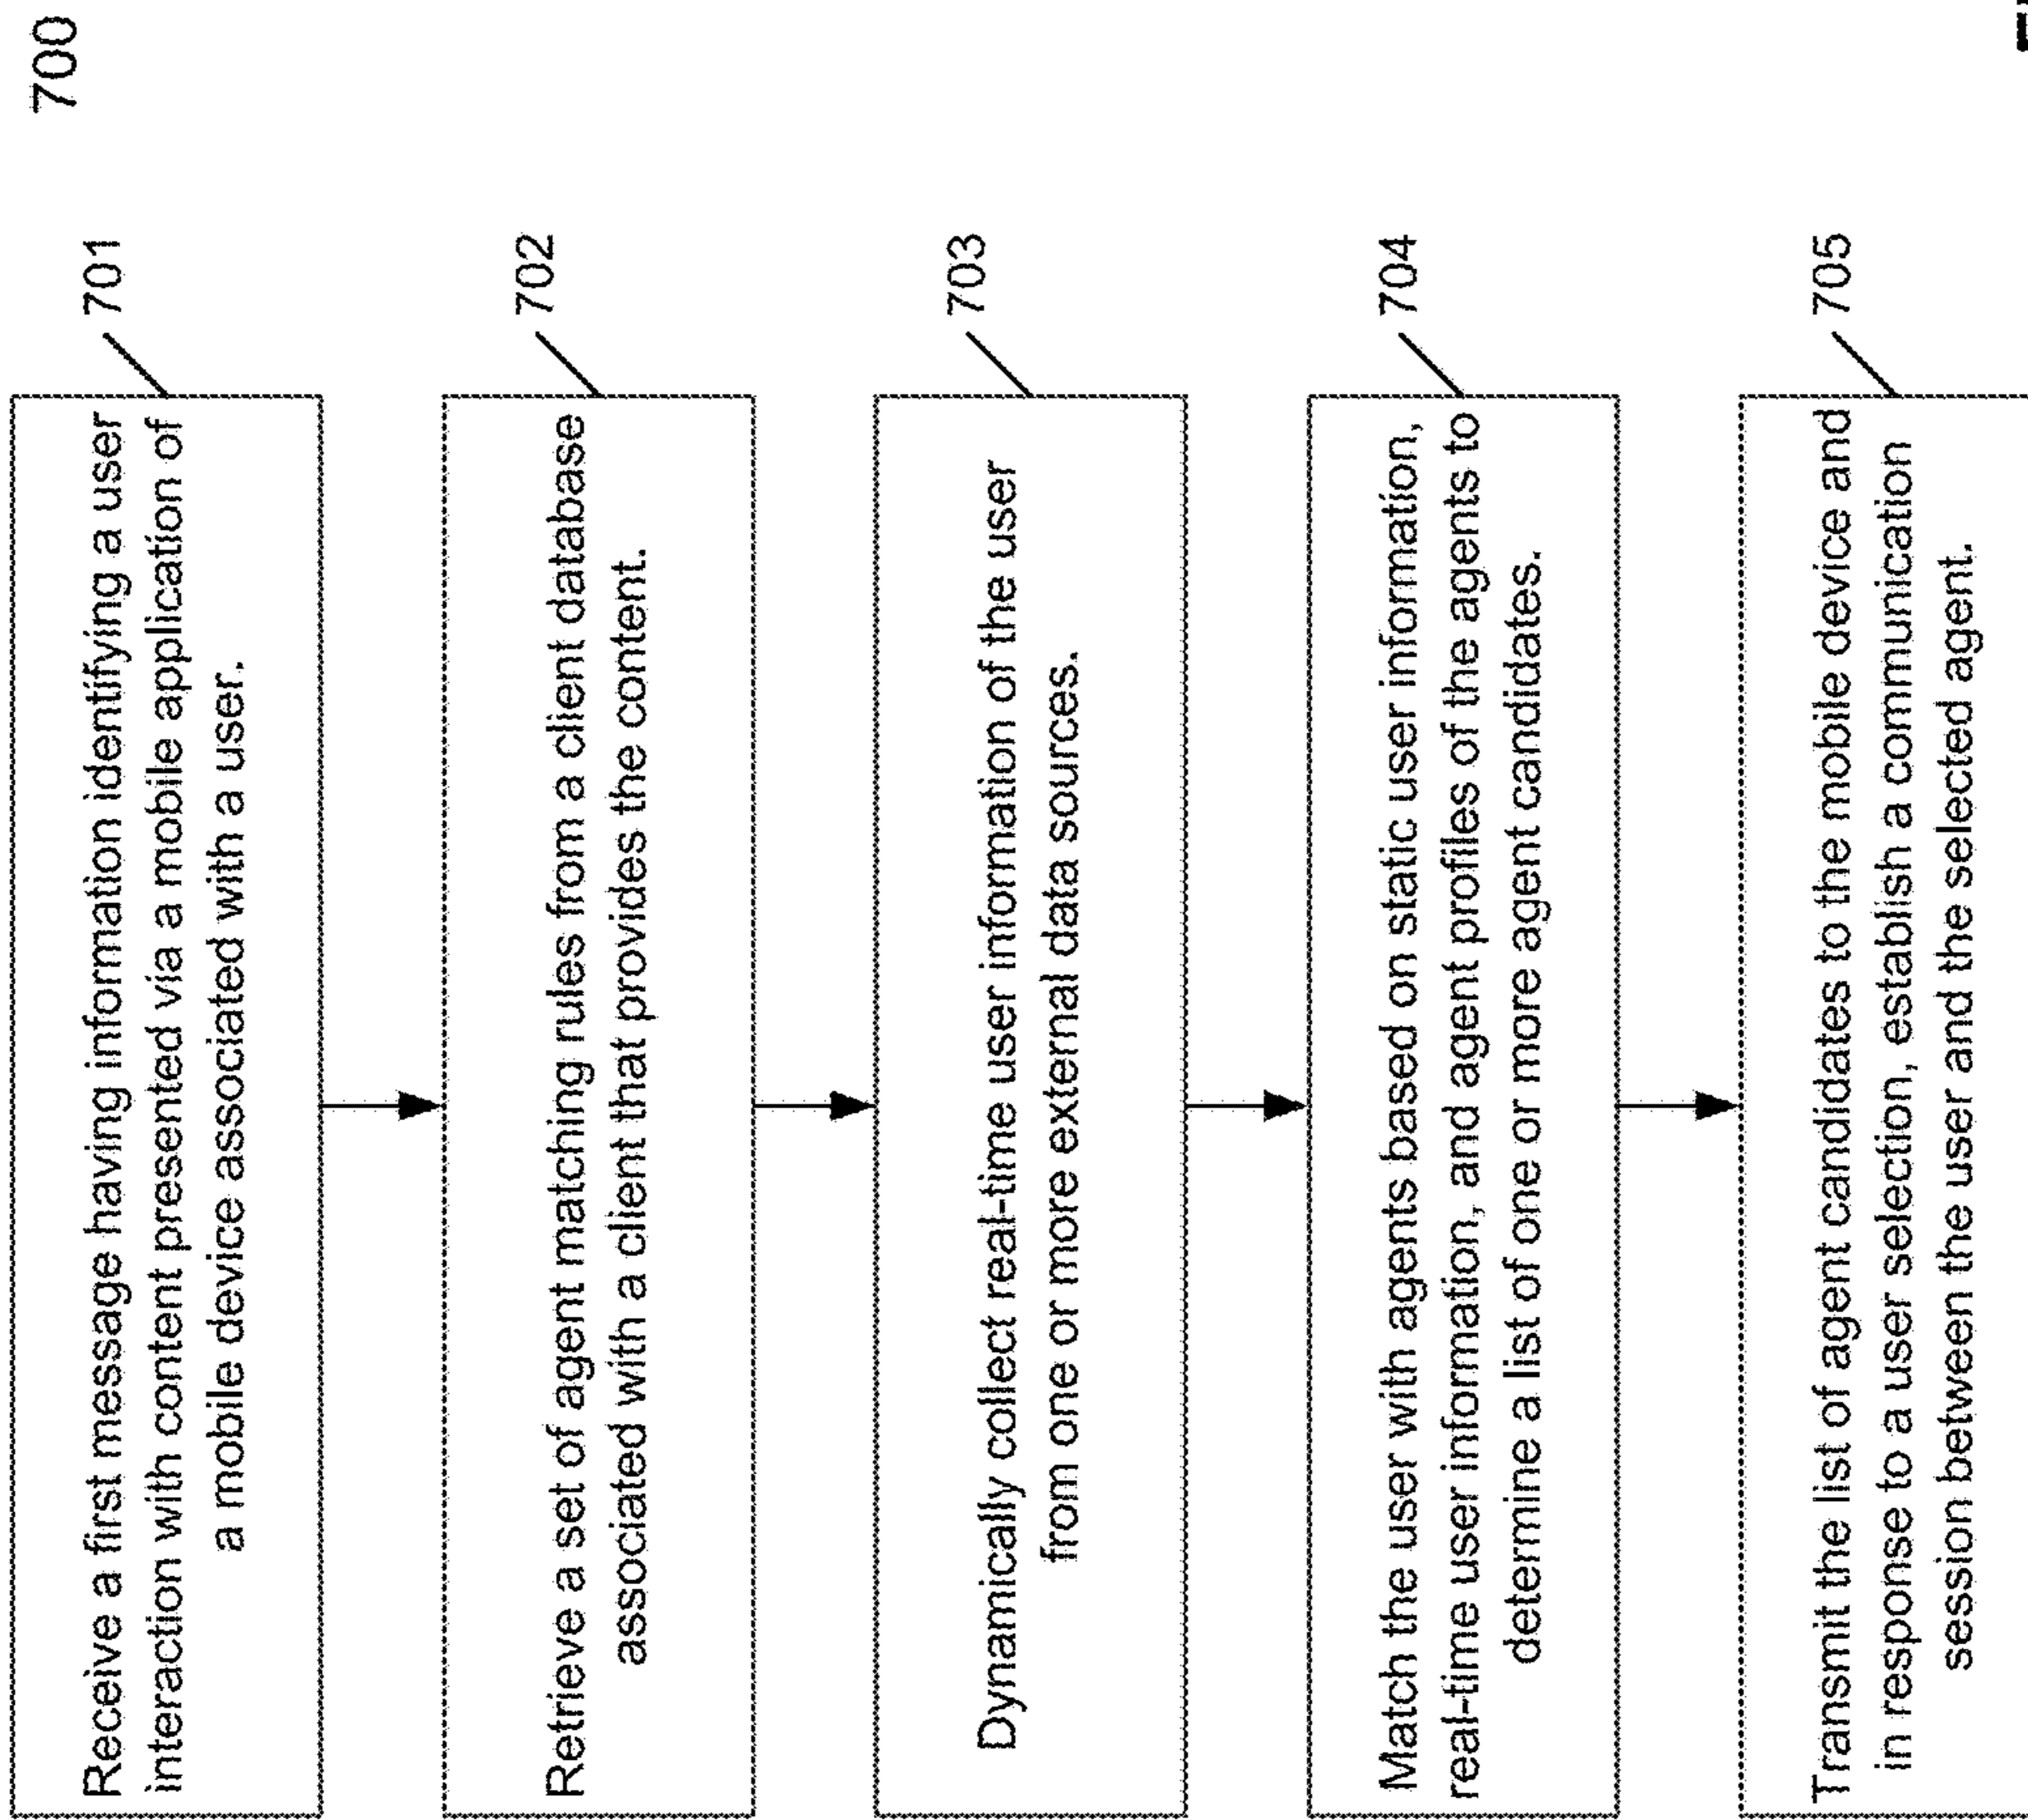 700
Receive a first message having information identifying a user
interaction with content presented via a mobile application of
a mobile device associated with a user.
701
Retrieve a set of agent matching rules from a client database
associated with a client that provides the content.
702
Dynamically collect real-time user information of the user
from one or more external data sources.
703
Match the user with agents based on static user information,
real-time user information, and agent profiles of the agents to
determine a list of one or more agent candidates.
704
Transmit the list of agent candidates to the mobile device and
in response to a user selection, establish a communication
session between the user and the selected agent.
705